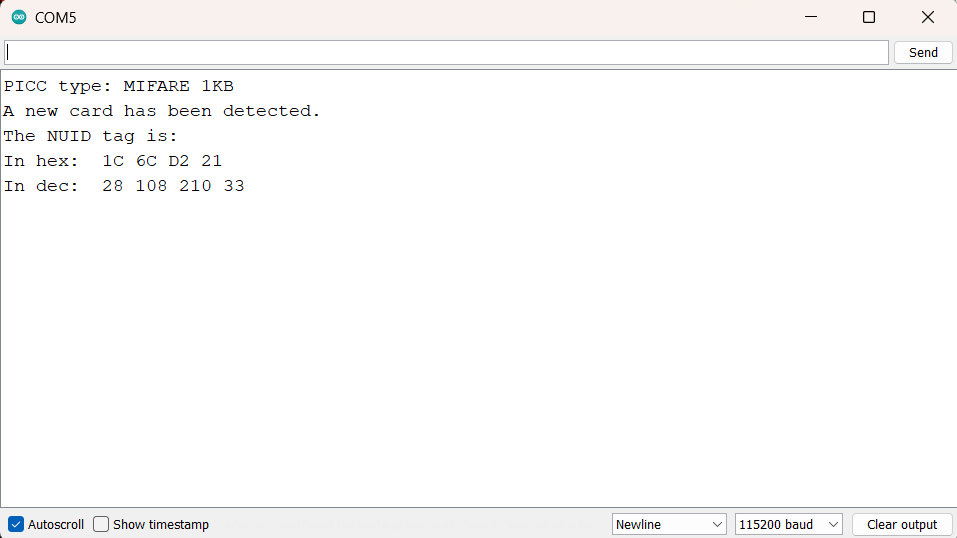 COM5
Send
PICC type: MIFARE 1KB
A new card has been detected.
The NUID tag is:
In hex:  1C 6C D2 21
In dec:  28 108 210 33
Autoscroll Show timestamp Newline 115200 baud Clear output